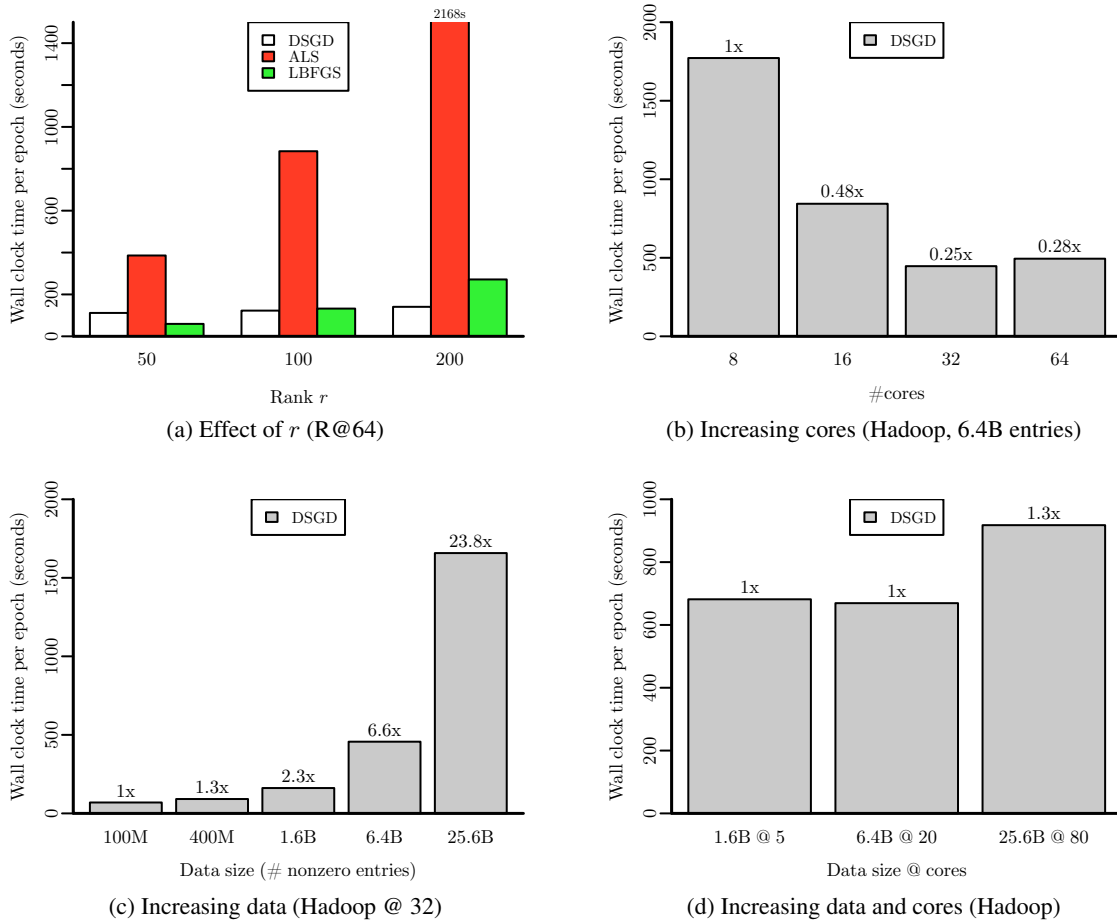 Wall clock time per epoch (seconds)
0 200 600 1000 1400
2168s
DSGD
ALS
LBFGS
50 100 200
Rank r
(a) Effect of r (R@64)
Wall clock time per epoch (seconds)
0 500 1000 1500 2000
DSGD
1x
0.48x
0.25x
0.28x
8 16 32 64
#cores
(b) Increasing cores (Hadoop, 6.4B entries)
Wall clock time per epoch (seconds)
0 500 1000 1500 2000
DSGD
1x
1.3x
2.3x
6.6x
23.8x
100M 400M 1.6B 6.4B 25.6B
Data size (# nonzero entries)
(c) Increasing data (Hadoop @ 32)
Wall clock time per epoch (seconds)
0 200 400 600 800 1000
DSGD
1x
1x
1.3x
1.6B @ 5 6.4B @ 20 25.6B @ 80
Data size @ cores
(d) Increasing data and cores (Hadoop)